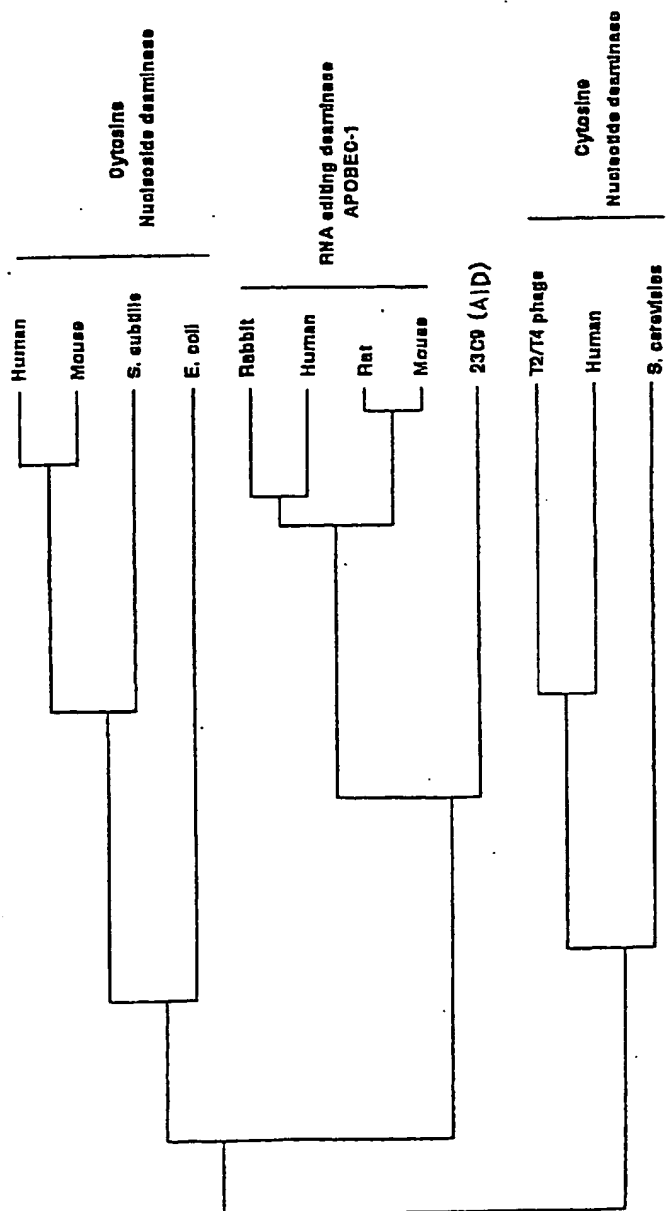 Human
Mouse
S. subtilis
E. coli
Cytosine
Nucleoside deaminase
Rabbit
Human
Rat
Mouse
RNA editing deaminase
APOBEC-1
23C9 (AID)
T2/T4 phage
Human
S. cerevisies
Cytosine
Nucleotide deaminase